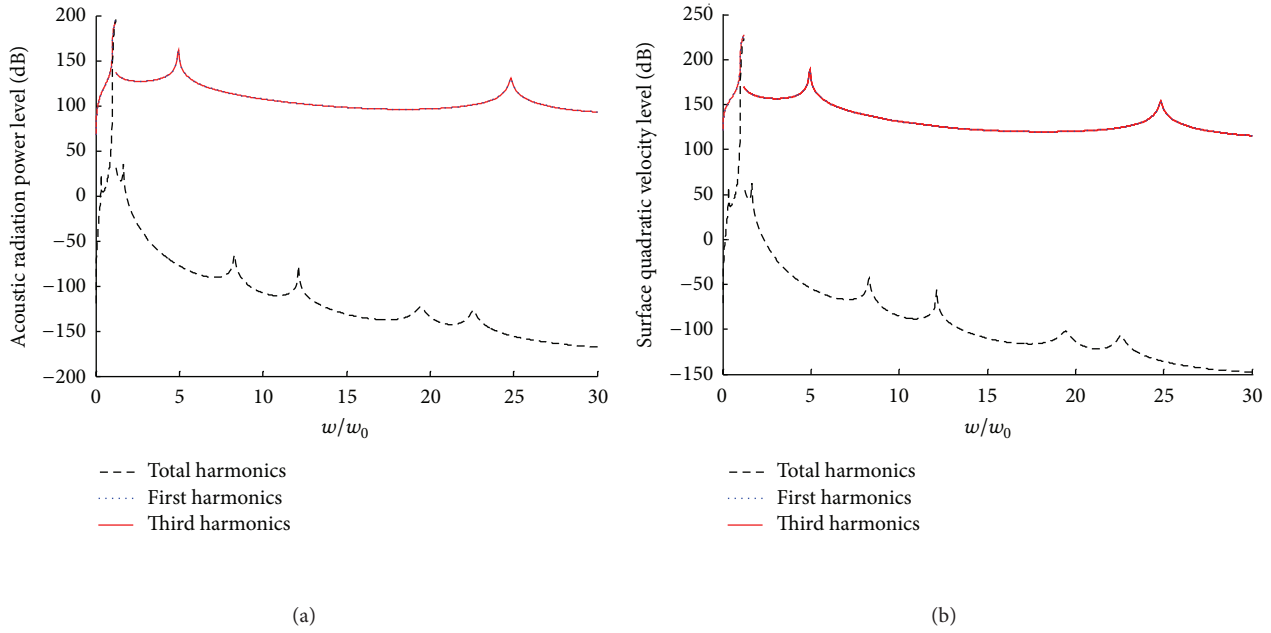 Acoustic radiation power level (dB)
200
150
100
50
0
−50
−100
−150
−200
0 5 10 15 20 25 30
w/w0
Total harmonics
First harmonics
Third harmonics
(a)
Surface quadratic velocity level (dB)
250
200
150
100
50
0
−50
−100
−150
0 5 10 15 20 25 30
w/w0
Total harmonics
First harmonics
Third harmonics
(b)